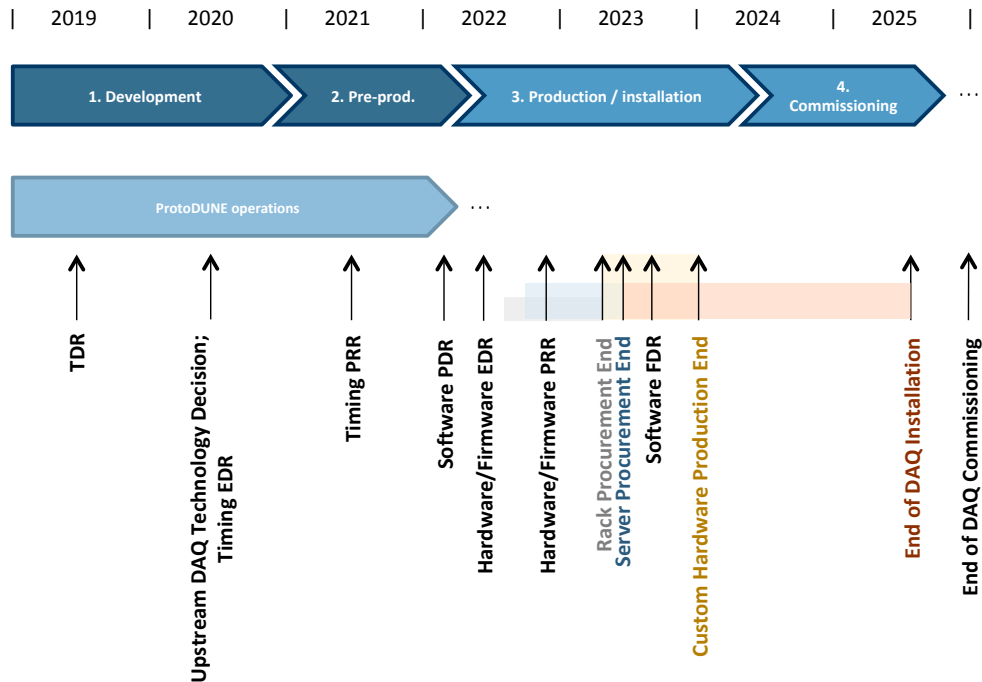 | 2019 | 2020 | 2021 | 2022 | 2023 | 2024 | 2025 |
1. Development
2. Pre-prod.
3. Production / installation
4.
Commissioning
...
ProtoDUNE operations
...
TDR
Upstream DAQ Technology Decision;
Timing EDR
Timing PRR
Software PDR
Hardware/Firmware EDR
Hardware/Firmware PRR
Rack Procurement End
Server Procurement End
Software FDR
Custom Hardware Production End
End of DAQ Installation
End of DAQ Commissioning